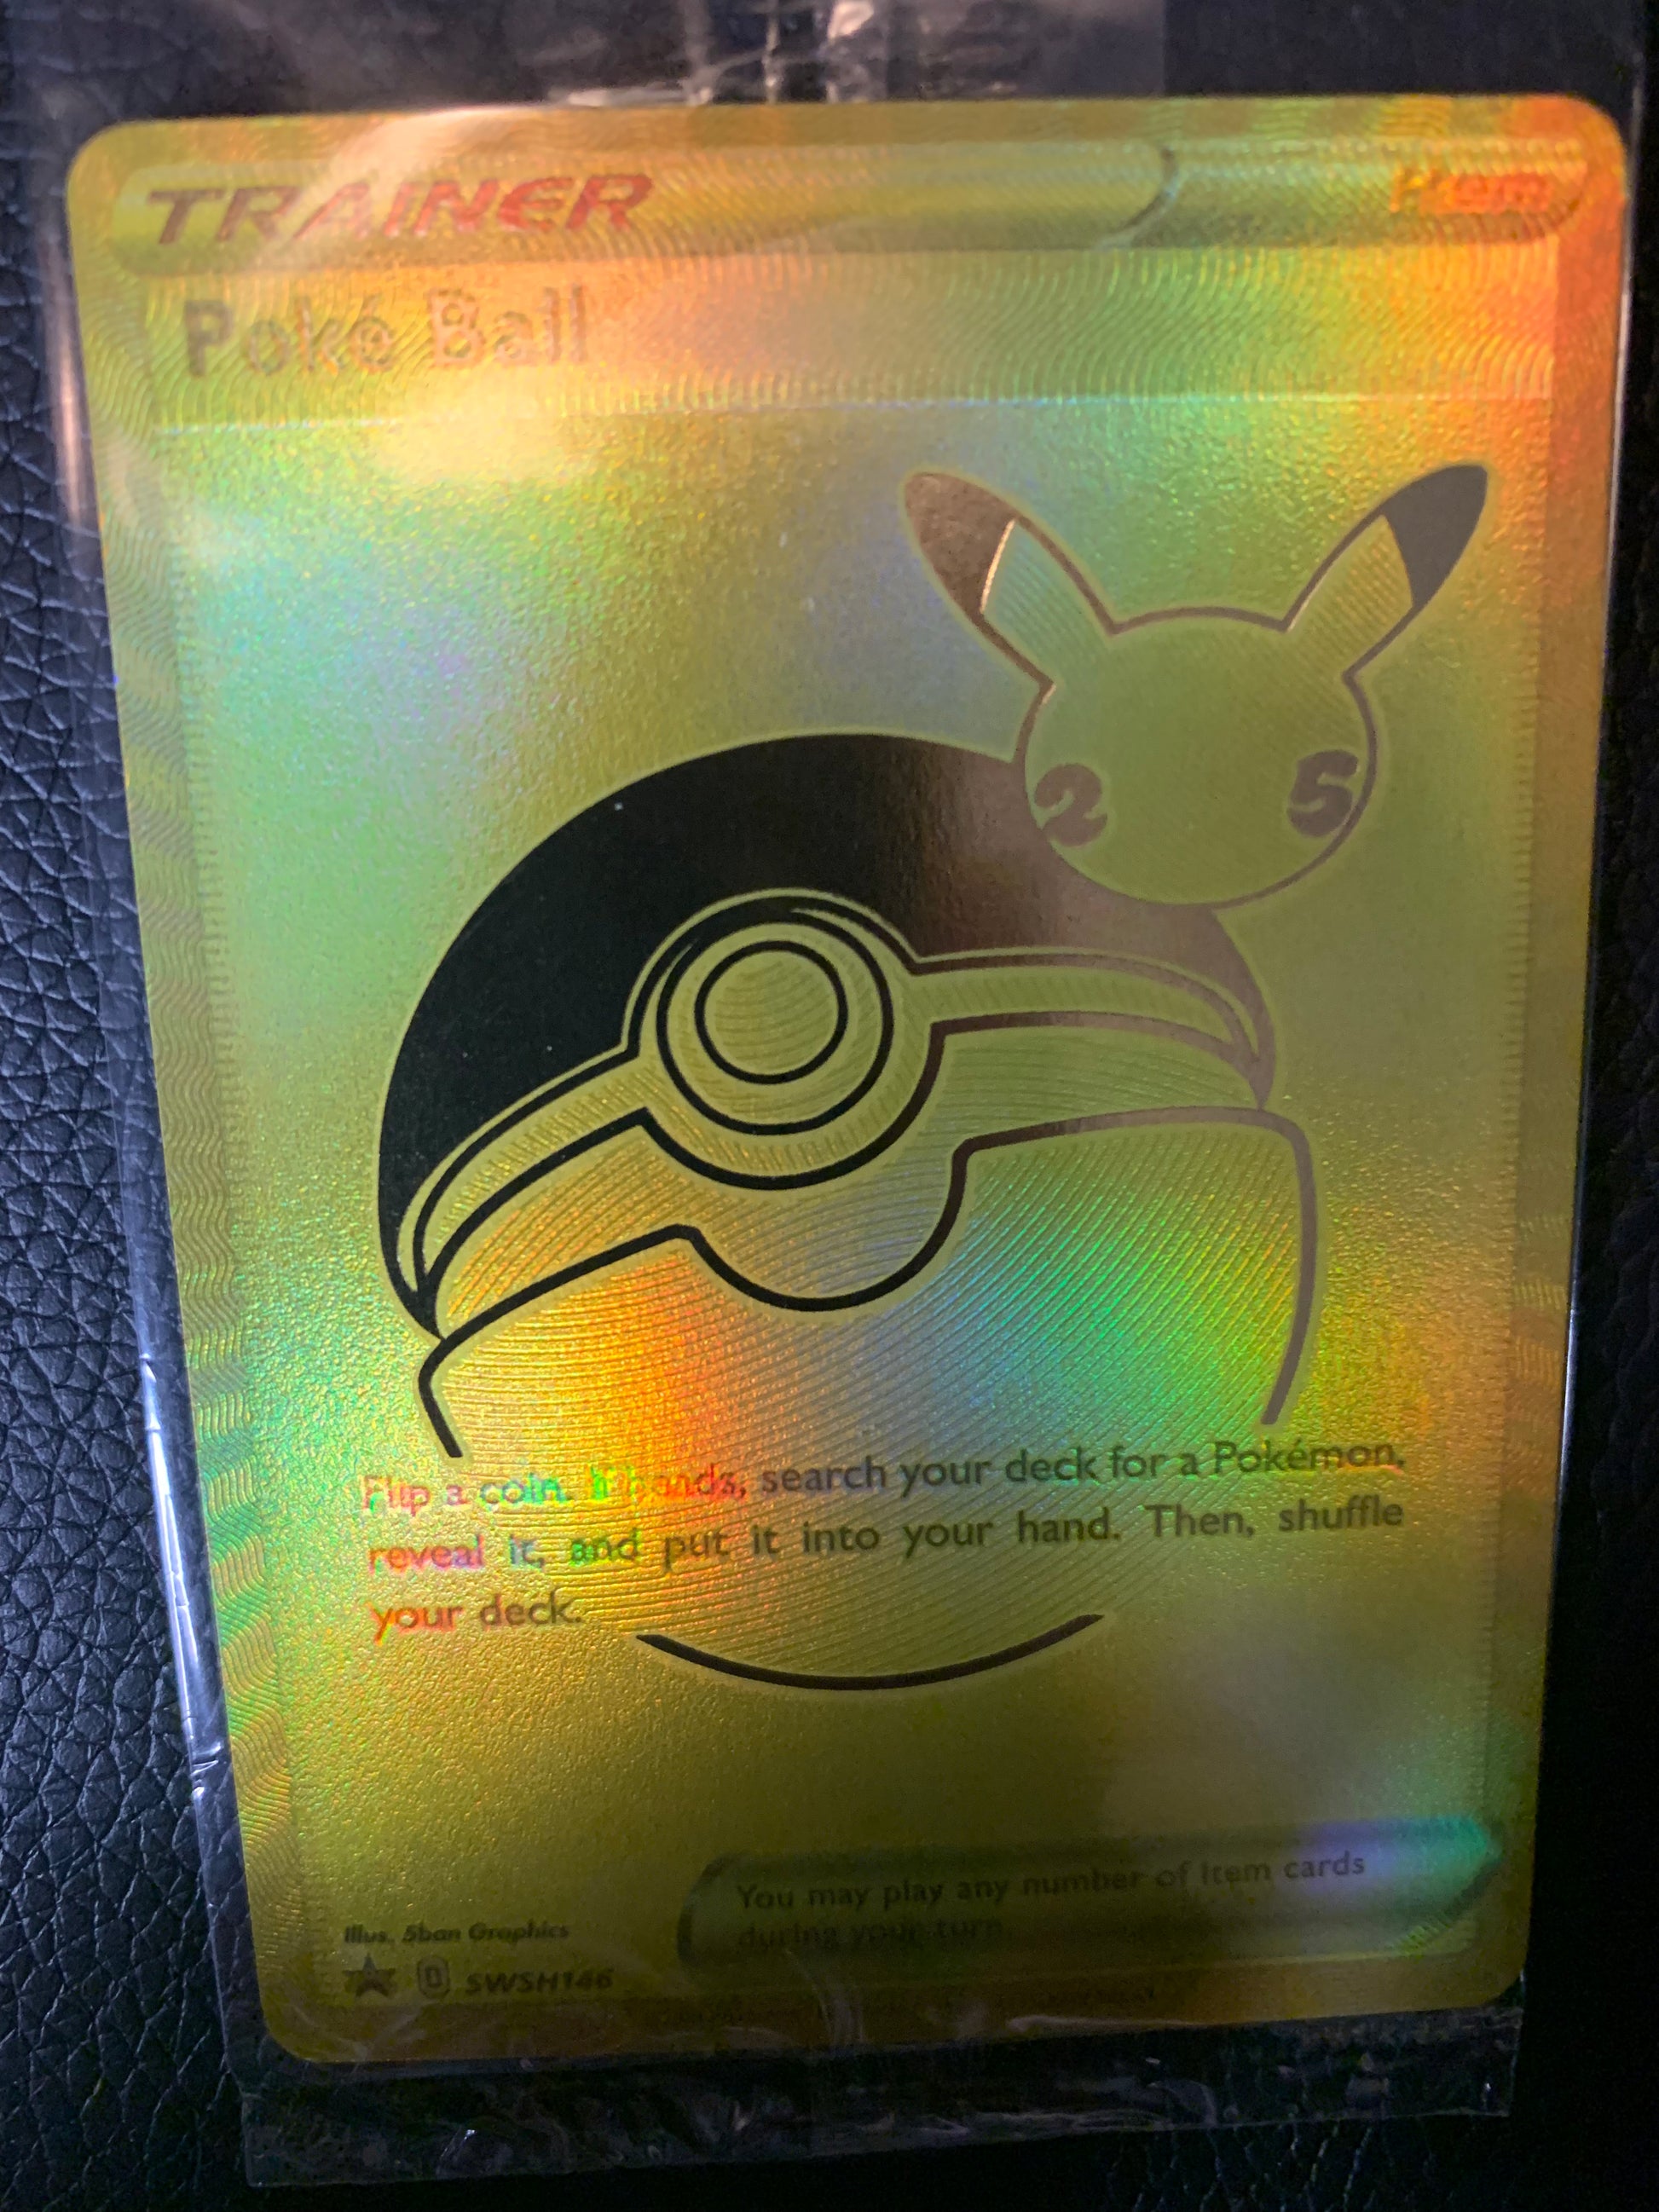 TRAINER
Item
Poké Ball
2 5
Flip a coin. If heads, search your deck for a Pokémon,
reveal it, and put it into your hand. Then, shuffle
your deck.
You may play any number of Item cards
during your turn.
Illus. 5ban Graphics
D SWSH146